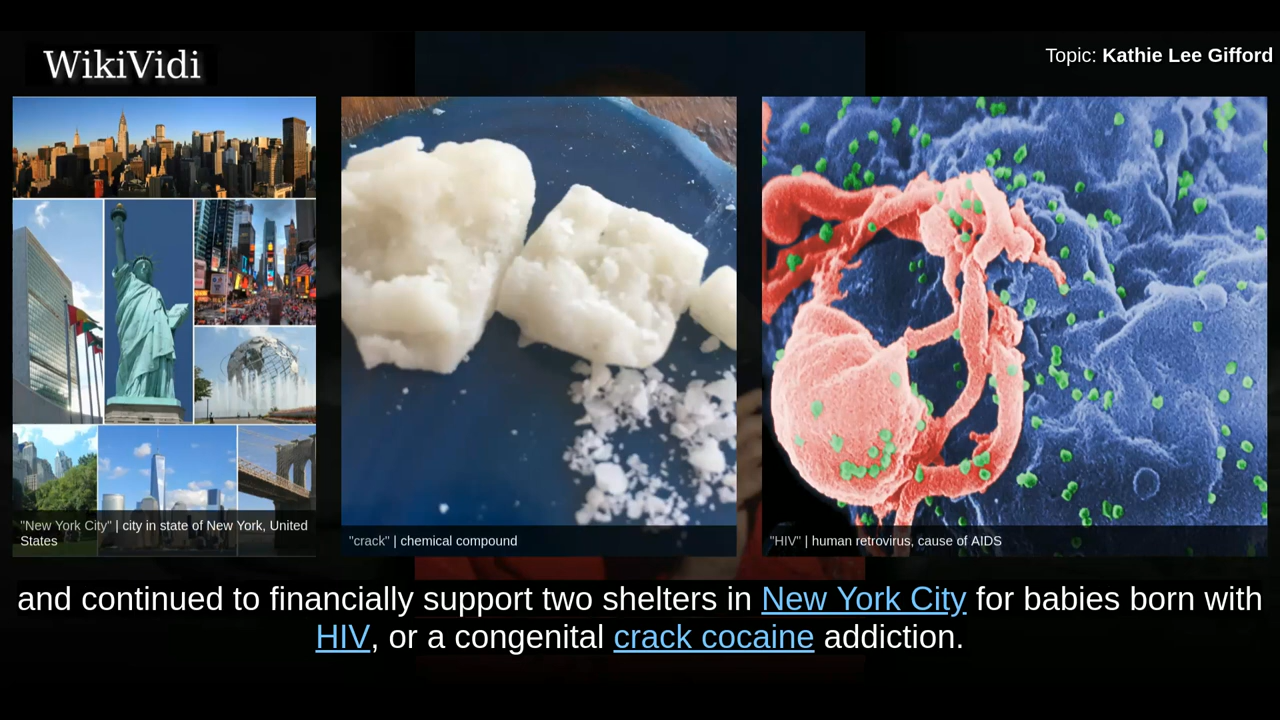 WikiVidi
Topic: Kathie Lee Gifford
"New York City" | city in state of New York, United
States
"crack" | chemical compound
"HIV" | human retrovirus, cause of AIDS
and continued to financially support two shelters in New York City for babies born with
HIV, or a congenital crack cocaine addiction.